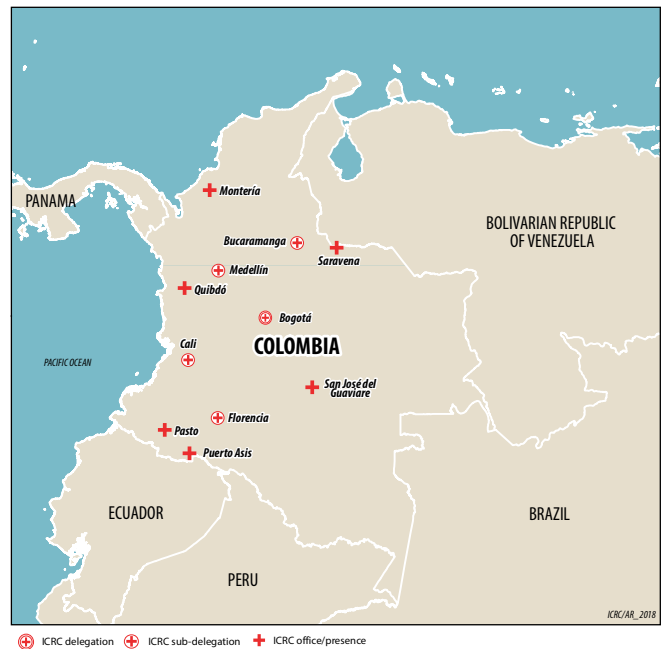 Montería
PANAMA
BOLIVARIAN REPUBLIC
OF VENEZUELA
Bucaramanga
Saravena
Medellín
Quibdó
Bogotá
Cali
COLOMBIA
PACIFIC OCEAN
San José del
Guaviare
Florencia
Pasto
Puerto Asis
ECUADOR
BRAZIL
PERU
ICRC/AR_2018
ICRC delegation ICRC sub-delegation ICRC office/presence